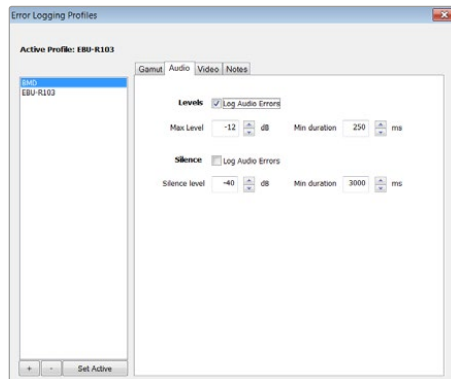 Error Logging Profiles
Active Profile: EBU-R103
BMD
EBU-R103
Gamut Audio Video Notes
Levels Log Audio Errors
Max Level -12 dB Min duration 250 ms
Silence Log Audio Errors
Silence level -40 dB Min duration 3000 ms
+ - Set Active